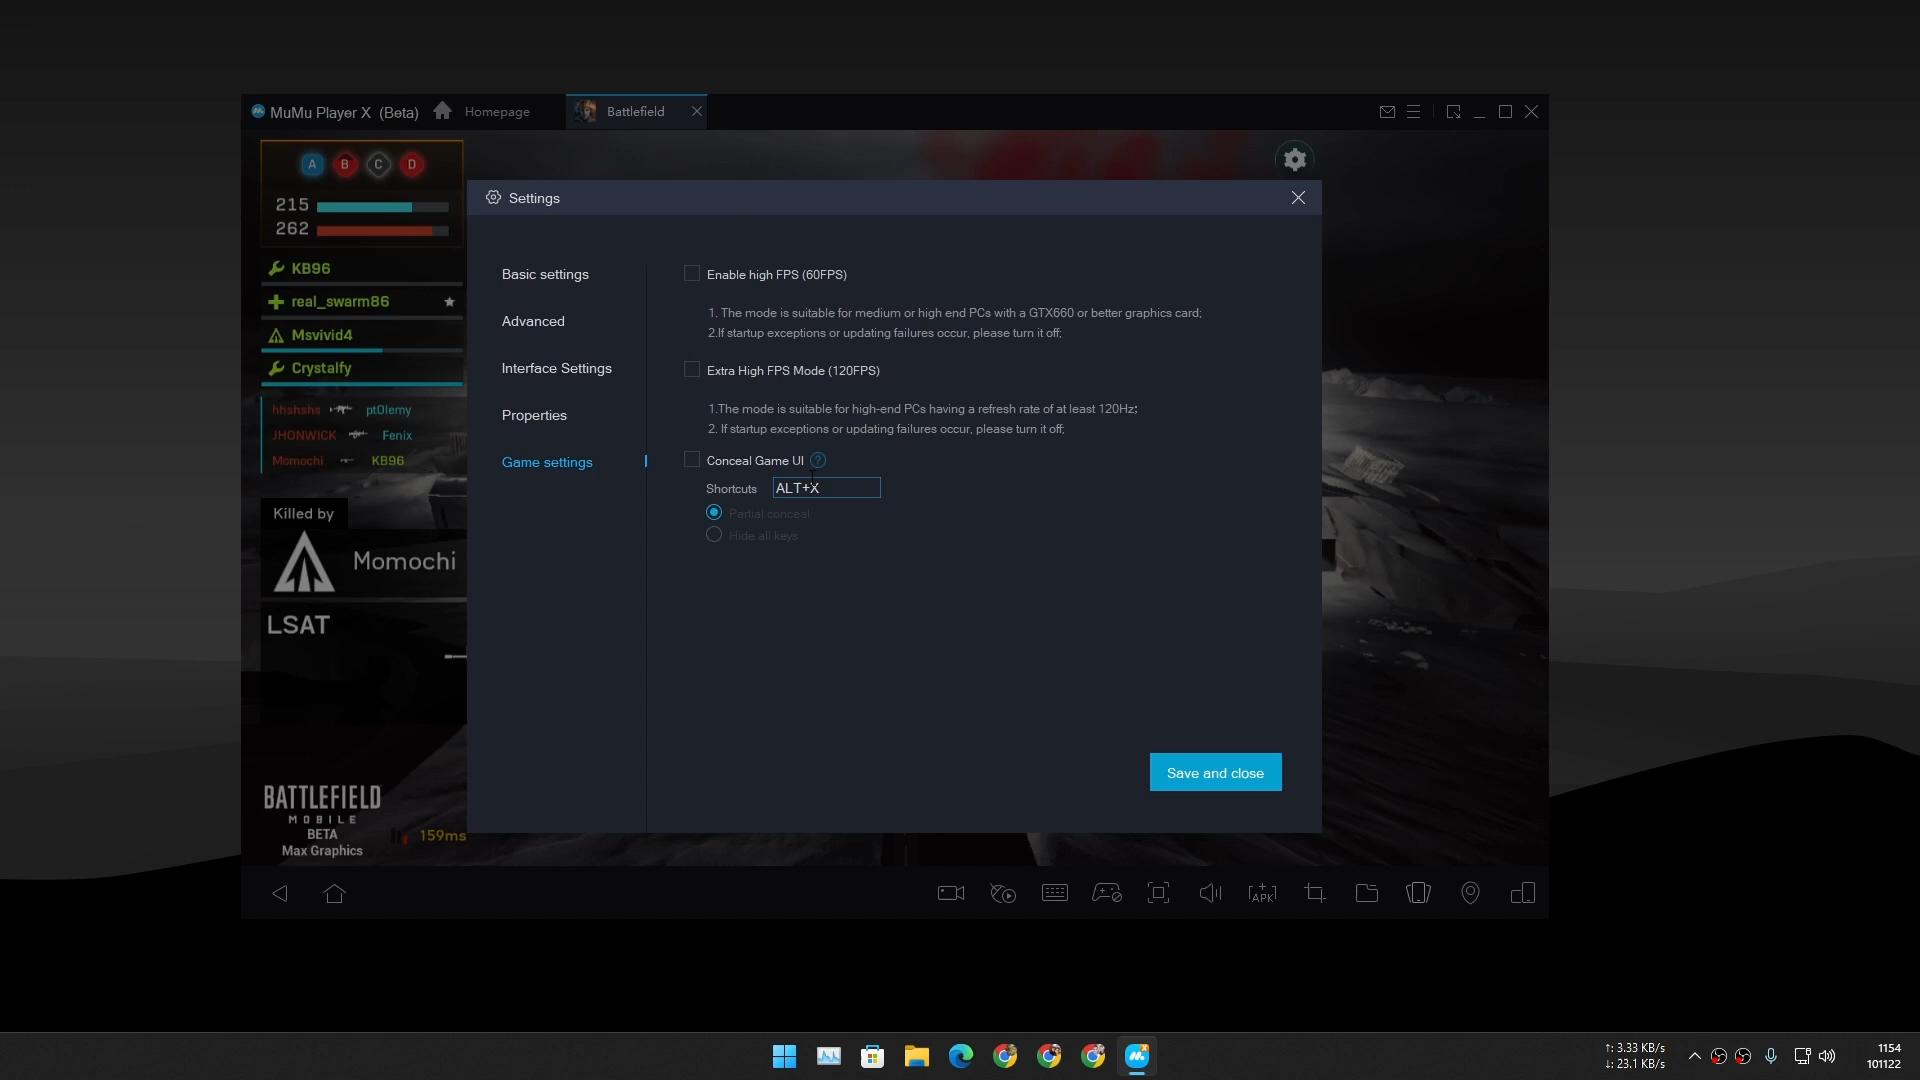 MuMu Player X (Beta)
Homepage
Battlefield
A B C D
215
262
KB96
real_swarm86
Msvivid4
Crystalfy
hhshshs pt0lemy
JHONWICK Fenix
Momochi KB96
Killed by
Momochi
LSAT
BATTLEFIELD
MOBILE
BETA
Max Graphics
159ms
Settings
Basic settings
Advanced
Interface Settings
Properties
Game settings
Enable high FPS (60FPS)
1. The mode is suitable for medium or high end PCs with a GTX660 or better graphics card;
2.If startup exceptions or updating failures occur, please turn it off;
Extra High FPS Mode (120FPS)
1.The mode is suitable for high-end PCs having a refresh rate of at least 120Hz;
2. If startup exceptions or updating failures occur, please turn it off;
Conceal Game UI ?
Shortcuts ALT+X
Partial conceal
Hide all keys
Save and close
APK
↑: 3.33 KB/s
↓: 23.1 KB/s
1154
101122